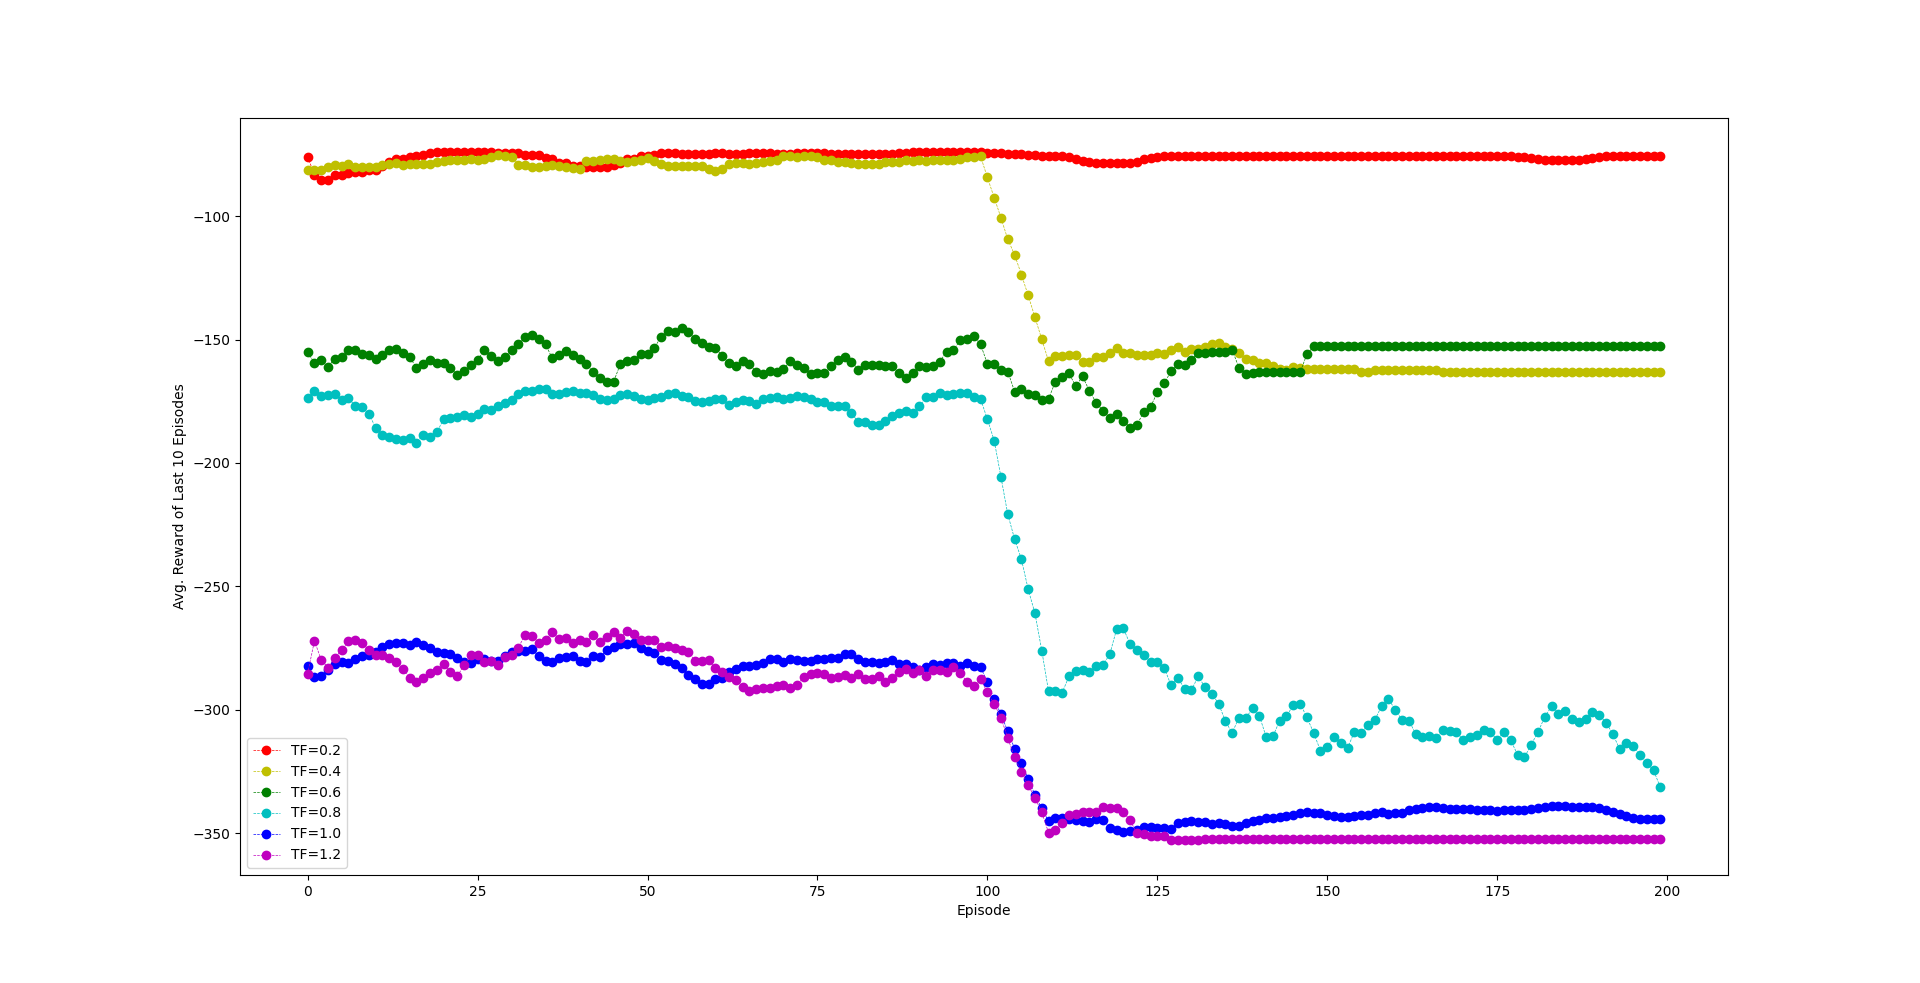 −100
−150
−200
−250
−300
−350
Avg. Reward of Last 10 Episodes
TF=0.2
TF=0.4
TF=0.6
TF=0.8
TF=1.0
TF=1.2
0 25 50 75 100 125 150 175 200
Episode